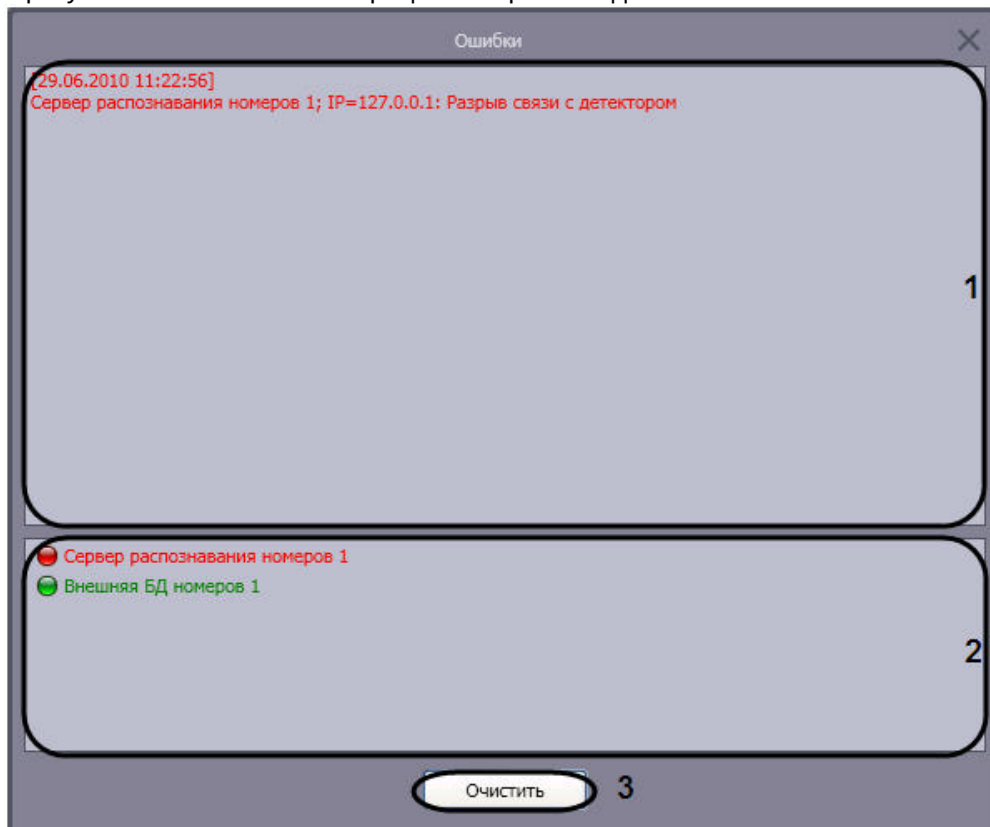 Ошибки
[29.06.2010 11:22:56]
Сервер распознавания номеров 1; IP=127.0.0.1: Разрыв связи с детектором
1
Сервер распознавания номеров 1
Внешняя БД номеров 1
2
Очистить
3